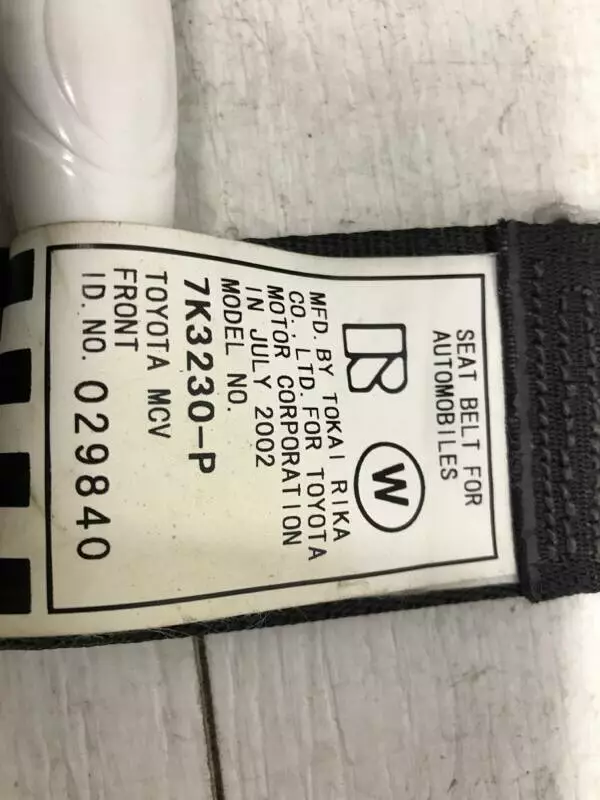 SEAT BELT FOR
AUTOMOBILES
R W
MFD. BY TOKAI RIKA
CO., LTD. FOR TOYOTA
MOTOR CORPORATION
IN JULY 2002
MODEL NO.
7K3230-P
TOYOTA MCV
FRONT
ID. NO. 029840